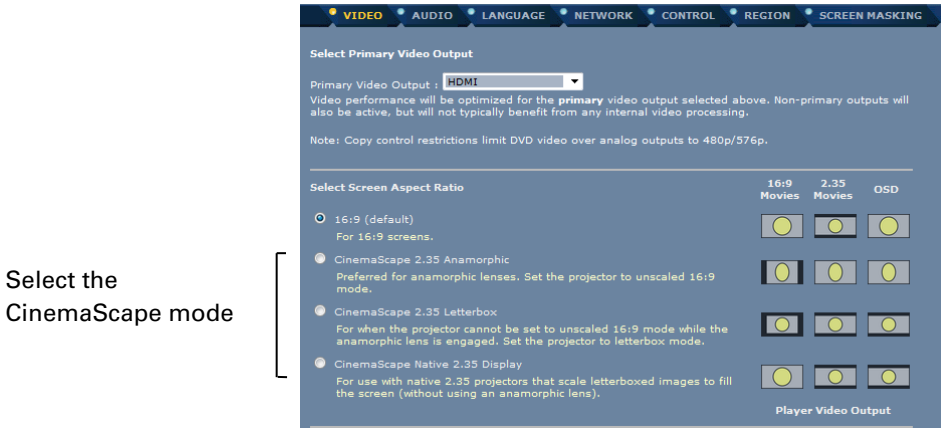 VIDEO AUDIO LANGUAGE NETWORK CONTROL REGION SCREEN MASKING
Select Primary Video Output
Primary Video Output : HDMI
Video performance will be optimized for the primary video output selected above. Non-primary outputs will
also be active, but will not typically benefit from any internal video processing.
Note: Copy control restrictions limit DVD video over analog outputs to 480p/576p.
Select Screen Aspect Ratio
16:9 Movies
2.35 Movies
OSD
16:9 (default)
For 16:9 screens.
Select the
CinemaScape mode
CinemaScape 2.35 Anamorphic
Preferred for anamorphic lenses. Set the projector to unscaled 16:9
mode.
CinemaScape 2.35 Letterbox
For when the projector cannot be set to unscaled 16:9 mode while the
anamorphic lens is engaged. Set the projector to letterbox mode.
CinemaScape Native 2.35 Display
For use with native 2.35 projectors that scale letterboxed images to fill
the screen (without using an anamorphic lens).
Player Video Output